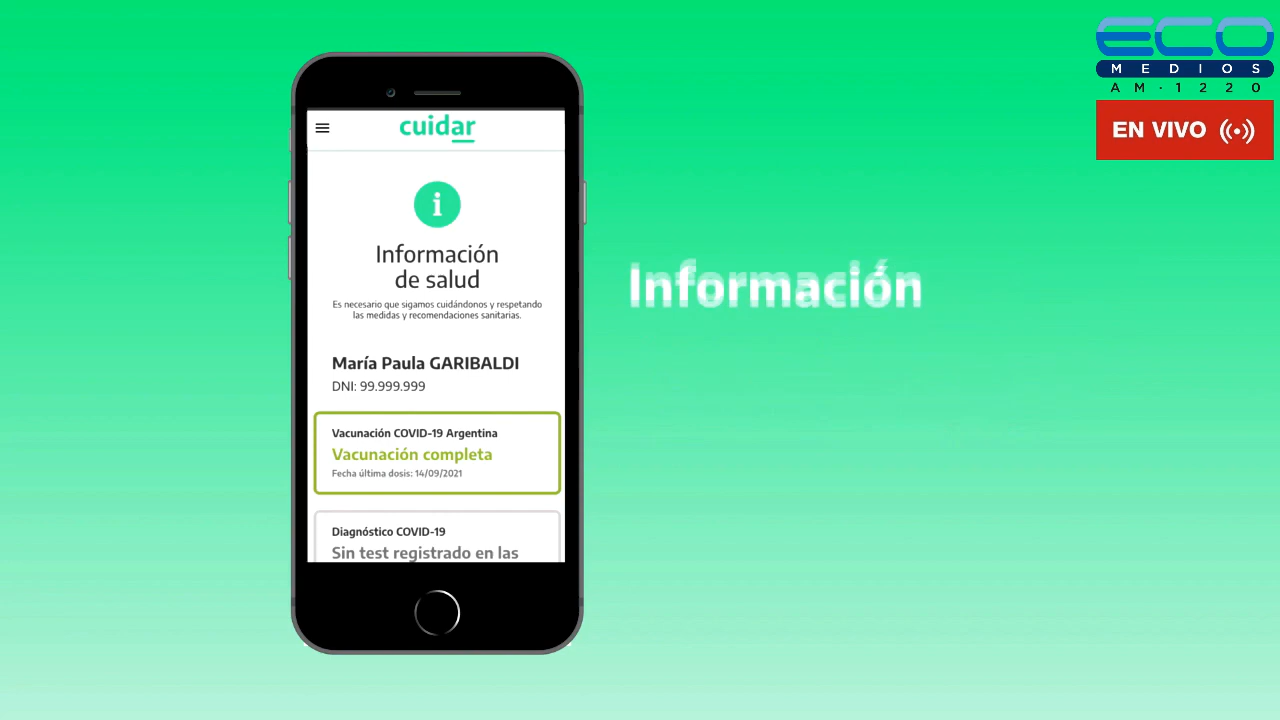 ECO
MEDIOS
AM·1220
EN VIVO
cuidar
i
Información
de salud
Es necesario que sigamos cuidándonos y respetando
las medidas y recomendaciones sanitarias.
María Paula GARIBALDI
DNI: 99.999.999
Vacunación COVID-19 Argentina
Vacunación completa
Fecha última dosis: 14/09/2021
Diagnóstico COVID-19
Sin test registrado en las
Información